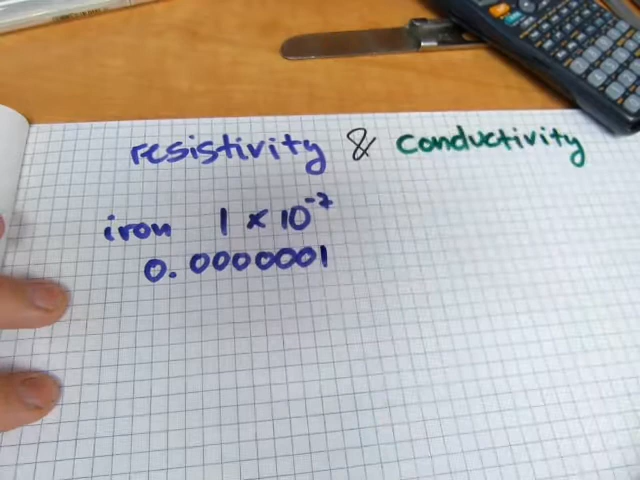 resistivity & conductivity
iron 1 × 10⁻⁷
0.0000001